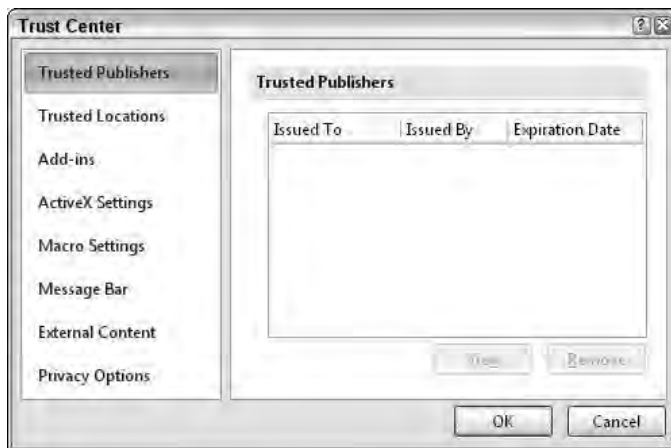 Trust Center
Trusted Publishers
Trusted Locations
Add-ins
ActiveX Settings
Macro Settings
Message Bar
External Content
Privacy Options
Trusted Publishers
Issued To Issued By Expiration Date
View Remove
OK Cancel